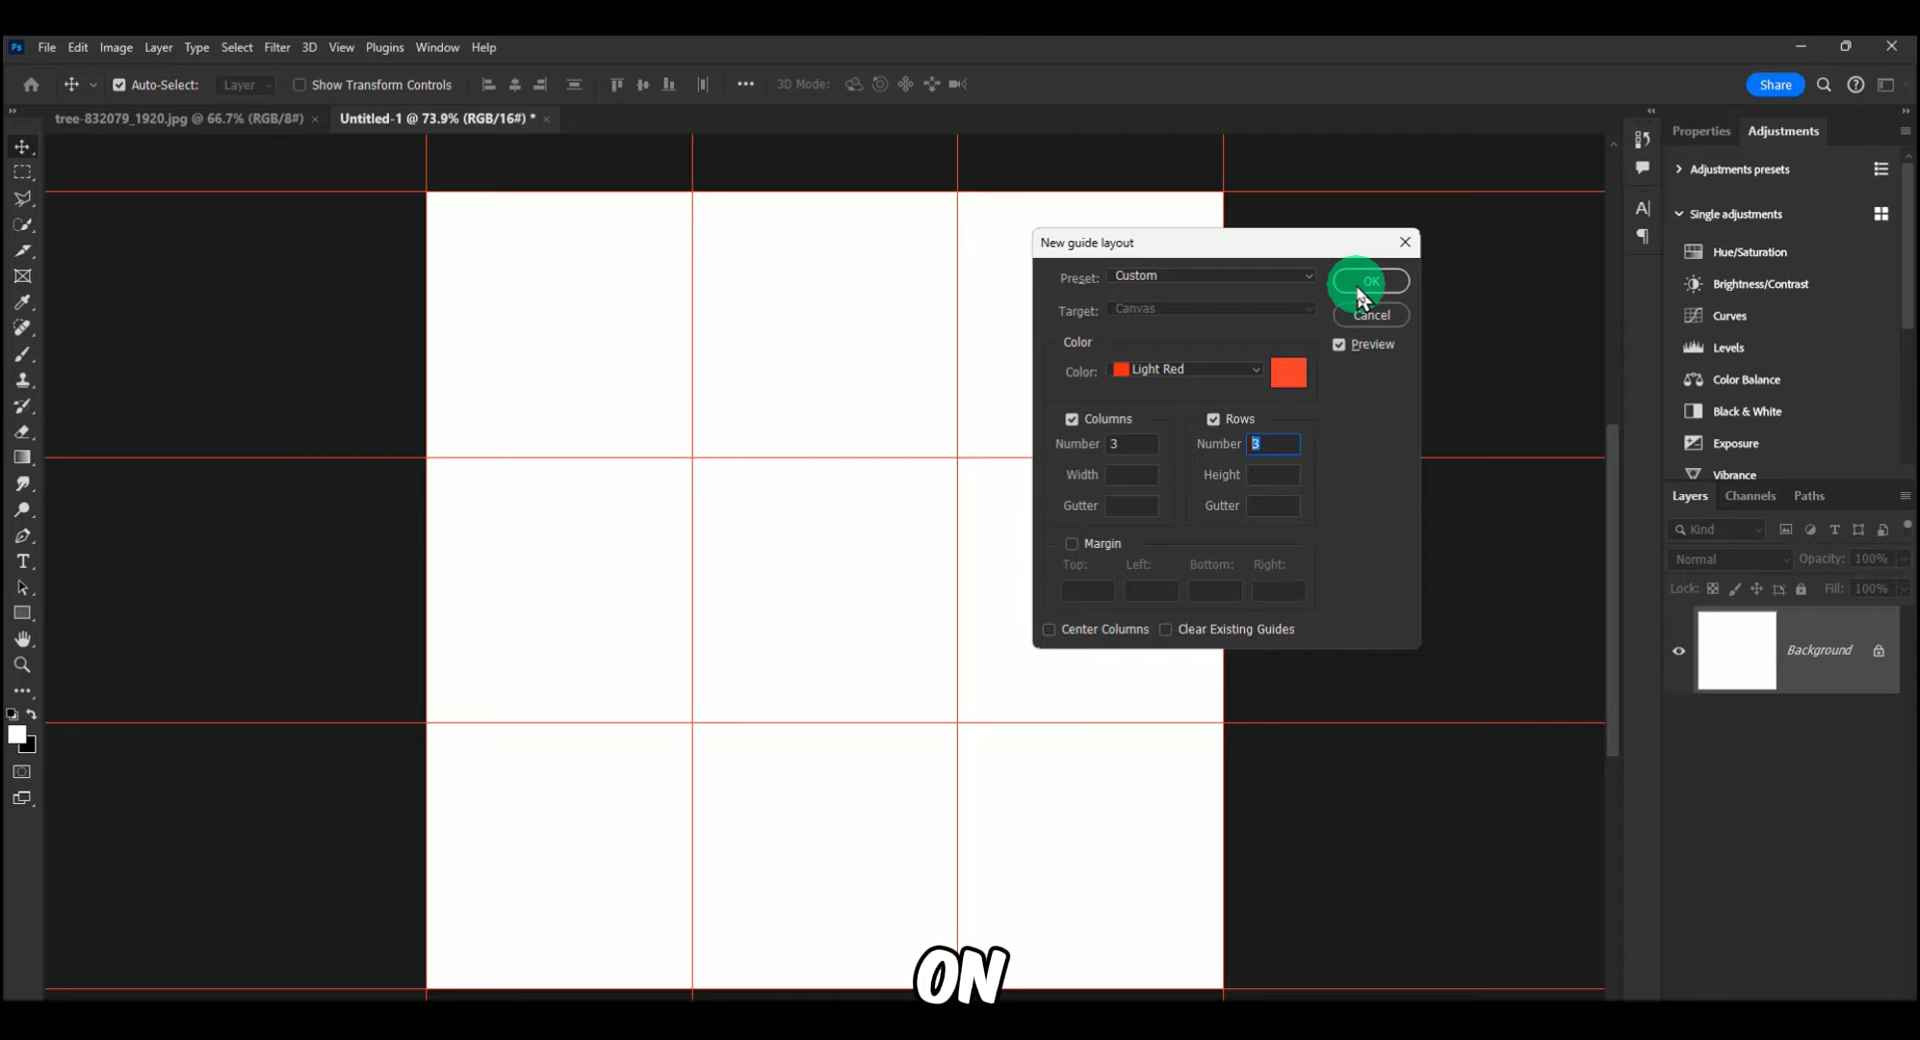 Ps File Edit Image Layer Type Select Filter 3D View Plugins Window Help
Auto-Select: Layer Show Transform Controls ••• 3D Mode: Share
tree-832079_1920.jpg @ 66.7% (RGB/8#) × Untitled-1 @ 73.9% (RGB/16#) * ×
Properties Adjustments
Adjustments presets
Single adjustments
Hue/Saturation
Brightness/Contrast
Curves
Levels
Color Balance
Black & White
Exposure
Vibrance
New guide layout
Preset: Custom OK
Target: Canvas Cancel
Preview
Color
Color: Light Red
Columns Rows
Number 3 Number 3
Width Height
Gutter Gutter
Margin
Top: Left: Bottom: Right:
Center Columns Clear Existing Guides
Layers Channels Paths
Kind
Normal Opacity: 100%
Lock: Fill: 100%
Background
ON